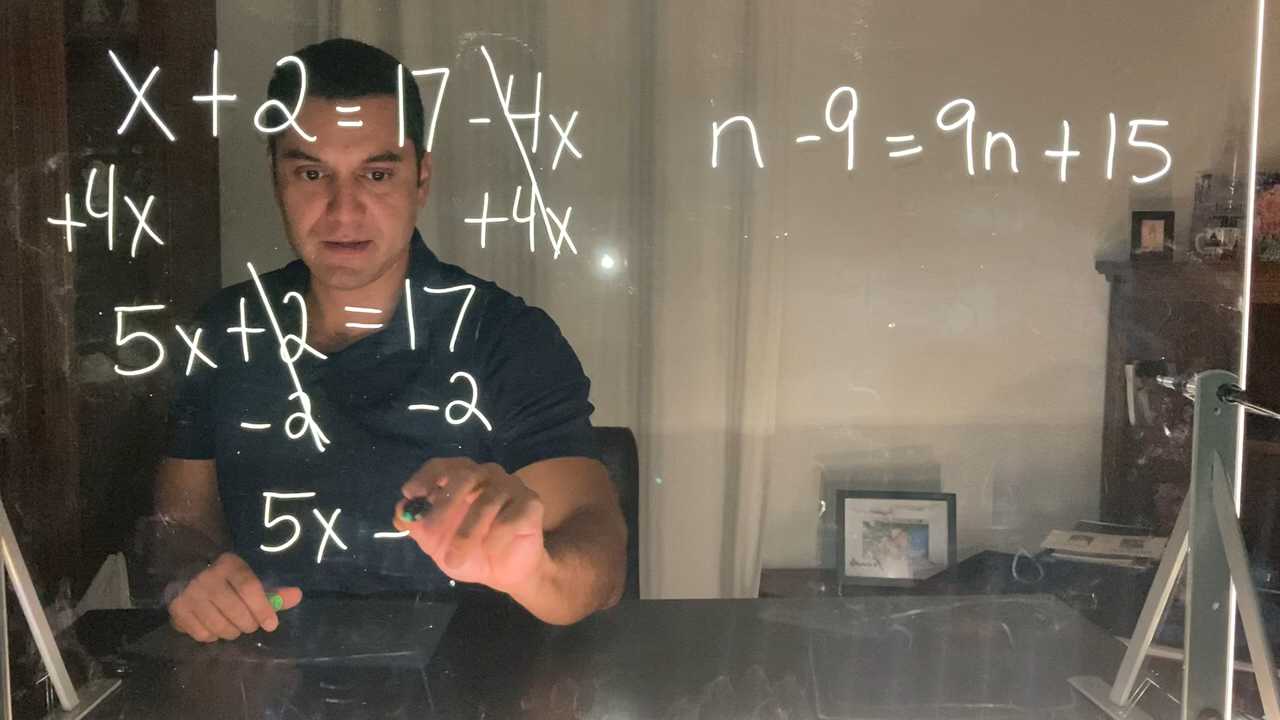 x + 2 = 17 - 4x
+4x +4x
5x + 2 = 17
- 2 - 2
5x -
n - 9 = 9n + 15